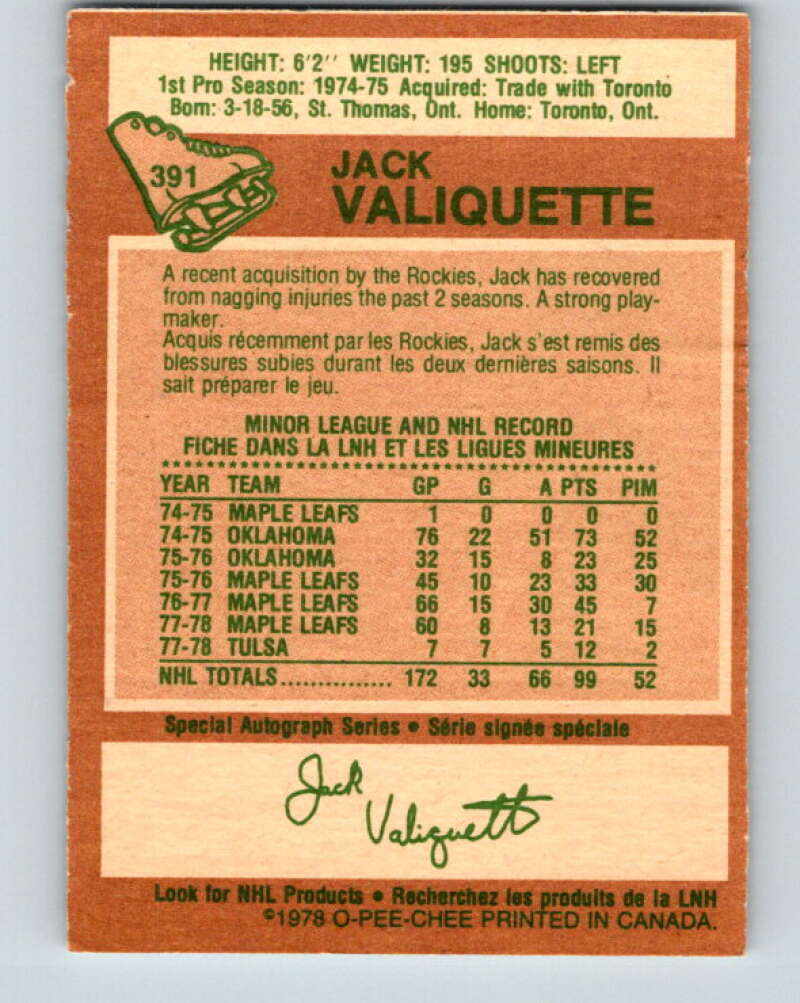 HEIGHT: 6'2'' WEIGHT: 195 SHOOTS: LEFT
1st Pro Season: 1974-75 Acquired: Trade with Toronto
Born: 3-18-56, St. Thomas, Ont. Home: Toronto, Ont.
391
JACK
VALIQUETTE
A recent acquisition by the Rockies, Jack has recovered
from nagging injuries the past 2 seasons. A strong play-
maker.
Acquis récemment par les Rockies, Jack s'est remis des
blessures subies durant les deux dernières saisons. Il
sait préparer le jeu.
MINOR LEAGUE AND NHL RECORD
FICHE DANS LA LNH ET LES LIGUES MINEURES
YEAR TEAM GP G A PTS PIM
74-75 MAPLE LEAFS 1 0 0 0 0
74-75 OKLAHOMA 76 22 51 73 52
75-76 OKLAHOMA 32 15 8 23 25
75-76 MAPLE LEAFS 45 10 23 33 30
76-77 MAPLE LEAFS 66 15 30 45 7
77-78 MAPLE LEAFS 60 8 13 21 15
77-78 TULSA 7 7 5 12 2
NHL TOTALS............... 172 33 66 99 52
Special Autograph Series • Série signée spéciale
Jack
Valiquette
Look for NHL Products • Recherchez les produits de la LNH
©1978 O-PEE-CHEE PRINTED IN CANADA.